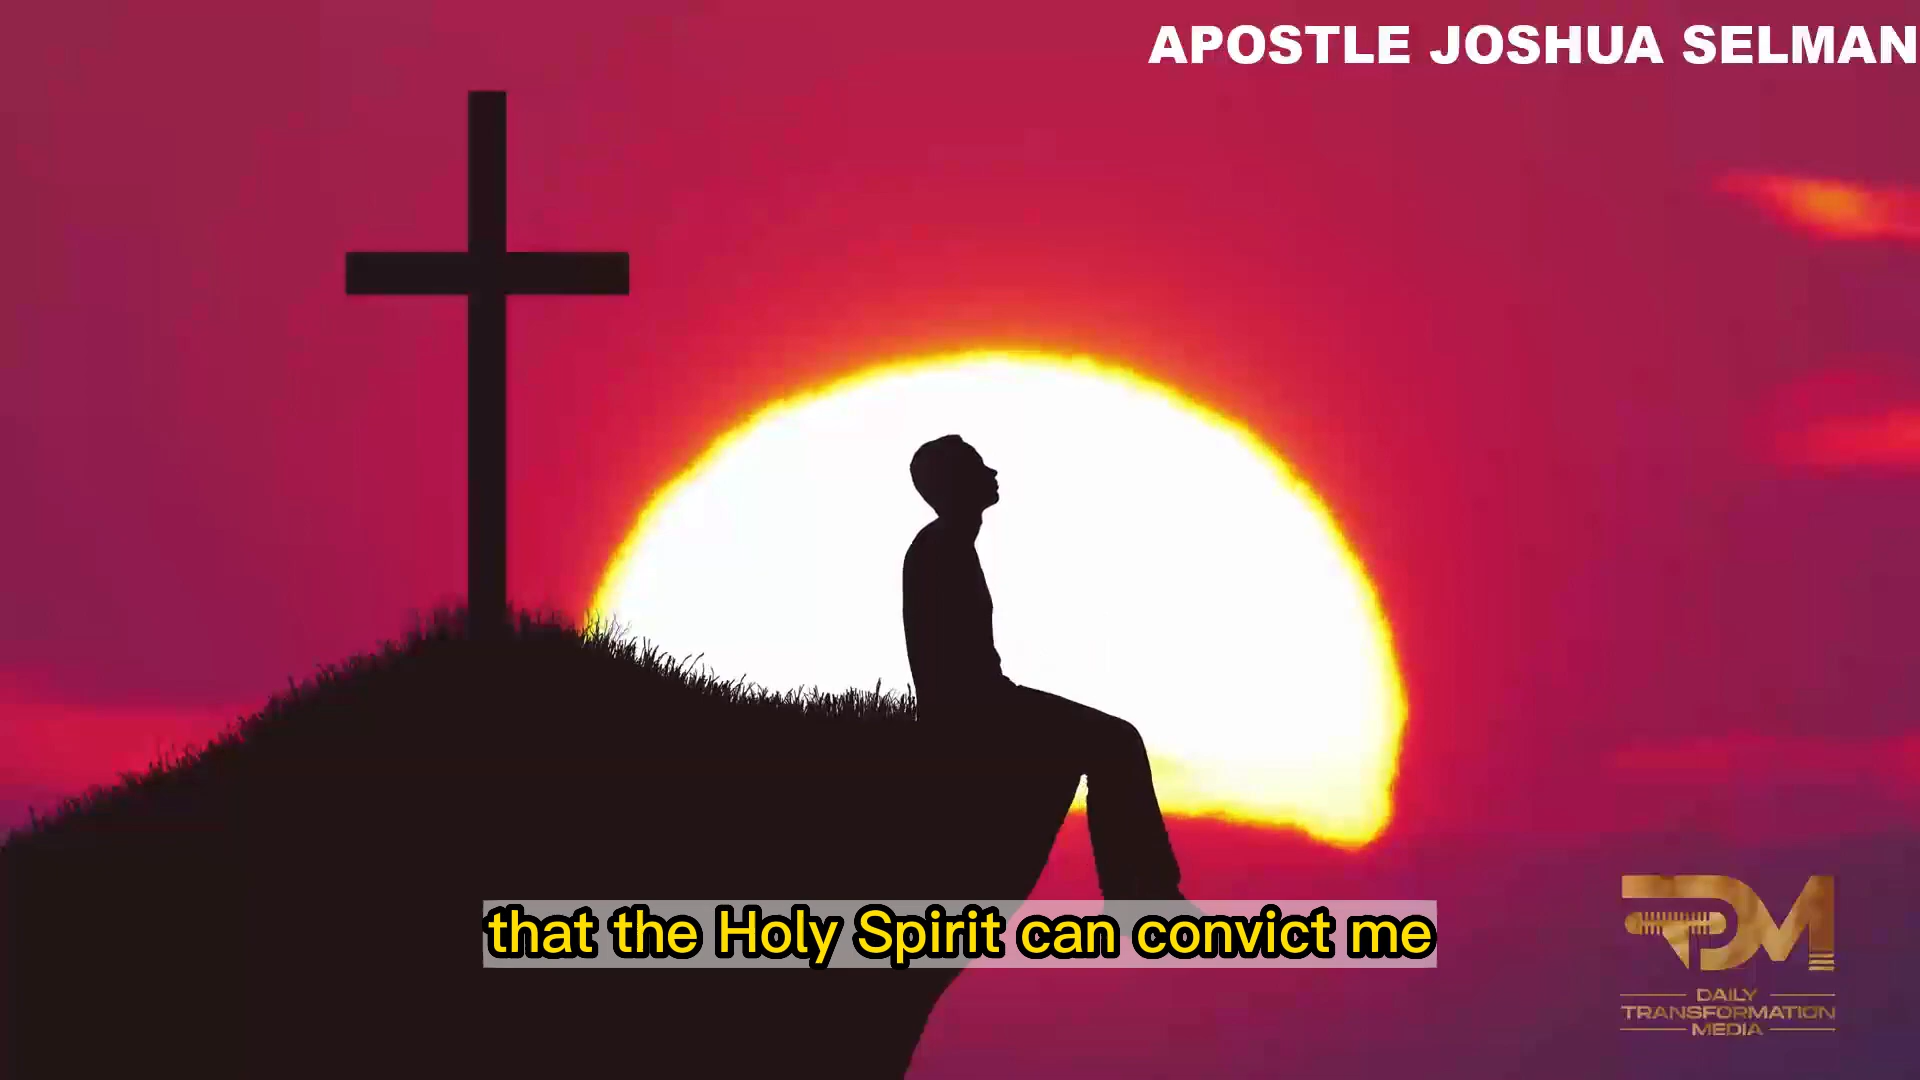 APOSTLE JOSHUA SELMAN
that the Holy Spirit can convict me
DAILY
TRANSFORMATION
MEDIA